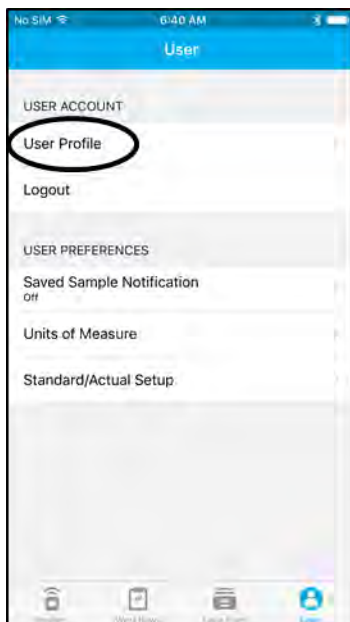 No SIM 6:40 AM
User
USER ACCOUNT
User Profile
Logout
USER PREFERENCES
Saved Sample Notification
Off
Units of Measure
Standard/Actual Setup